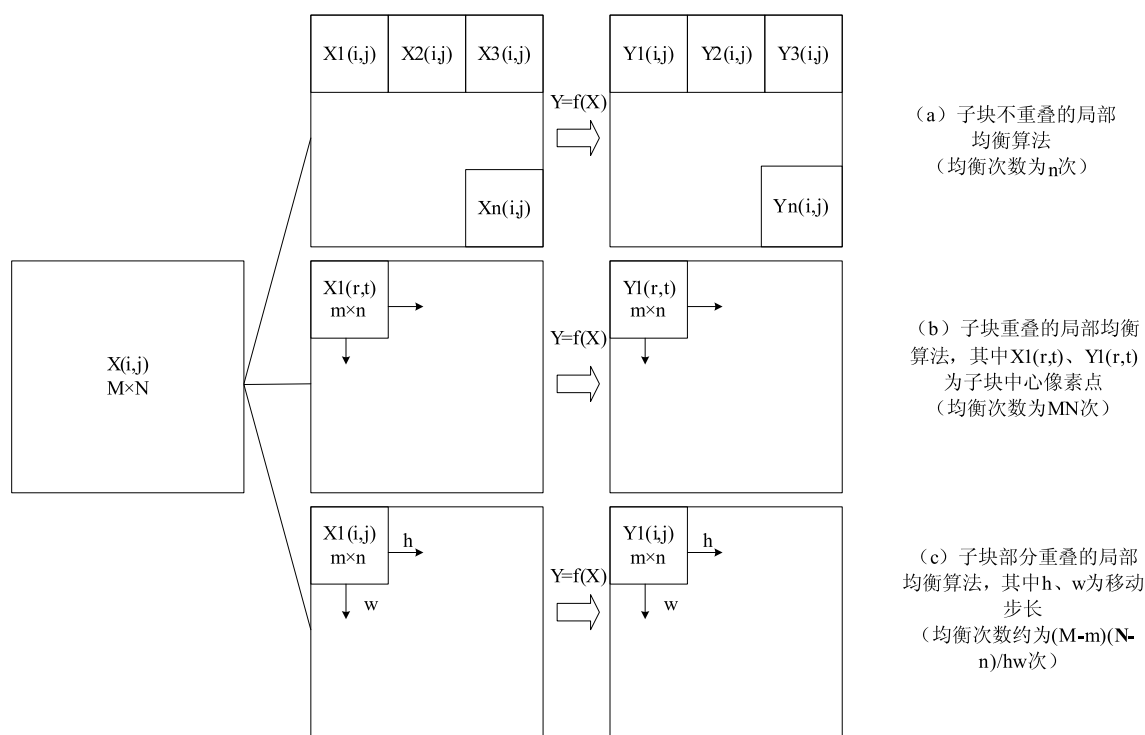 X1(i,j) X2(i,j) X3(i,j)
Y=f(X)
Y1(i,j) Y2(i,j) Y3(i,j)
Xn(i,j)
Yn(i,j)
（a）子块不重叠的局部
均衡算法
（均衡次数为n次）
X(i,j)
M×N
X1(r,t)
m×n
Y=f(X)
Y1(r,t)
m×n
（b）子块重叠的局部均衡
算法，其中X1(r,t)、Y1(r,t)
为子块中心像素点
（均衡次数为MN次）
X1(i,j)
m×n
h
w
Y=f(X)
Y1(i,j)
m×n
h
w
（c）子块部分重叠的局部
均衡算法，其中h、w为移动
步长
（均衡次数约为(M-m)(N-
n)/hw次）